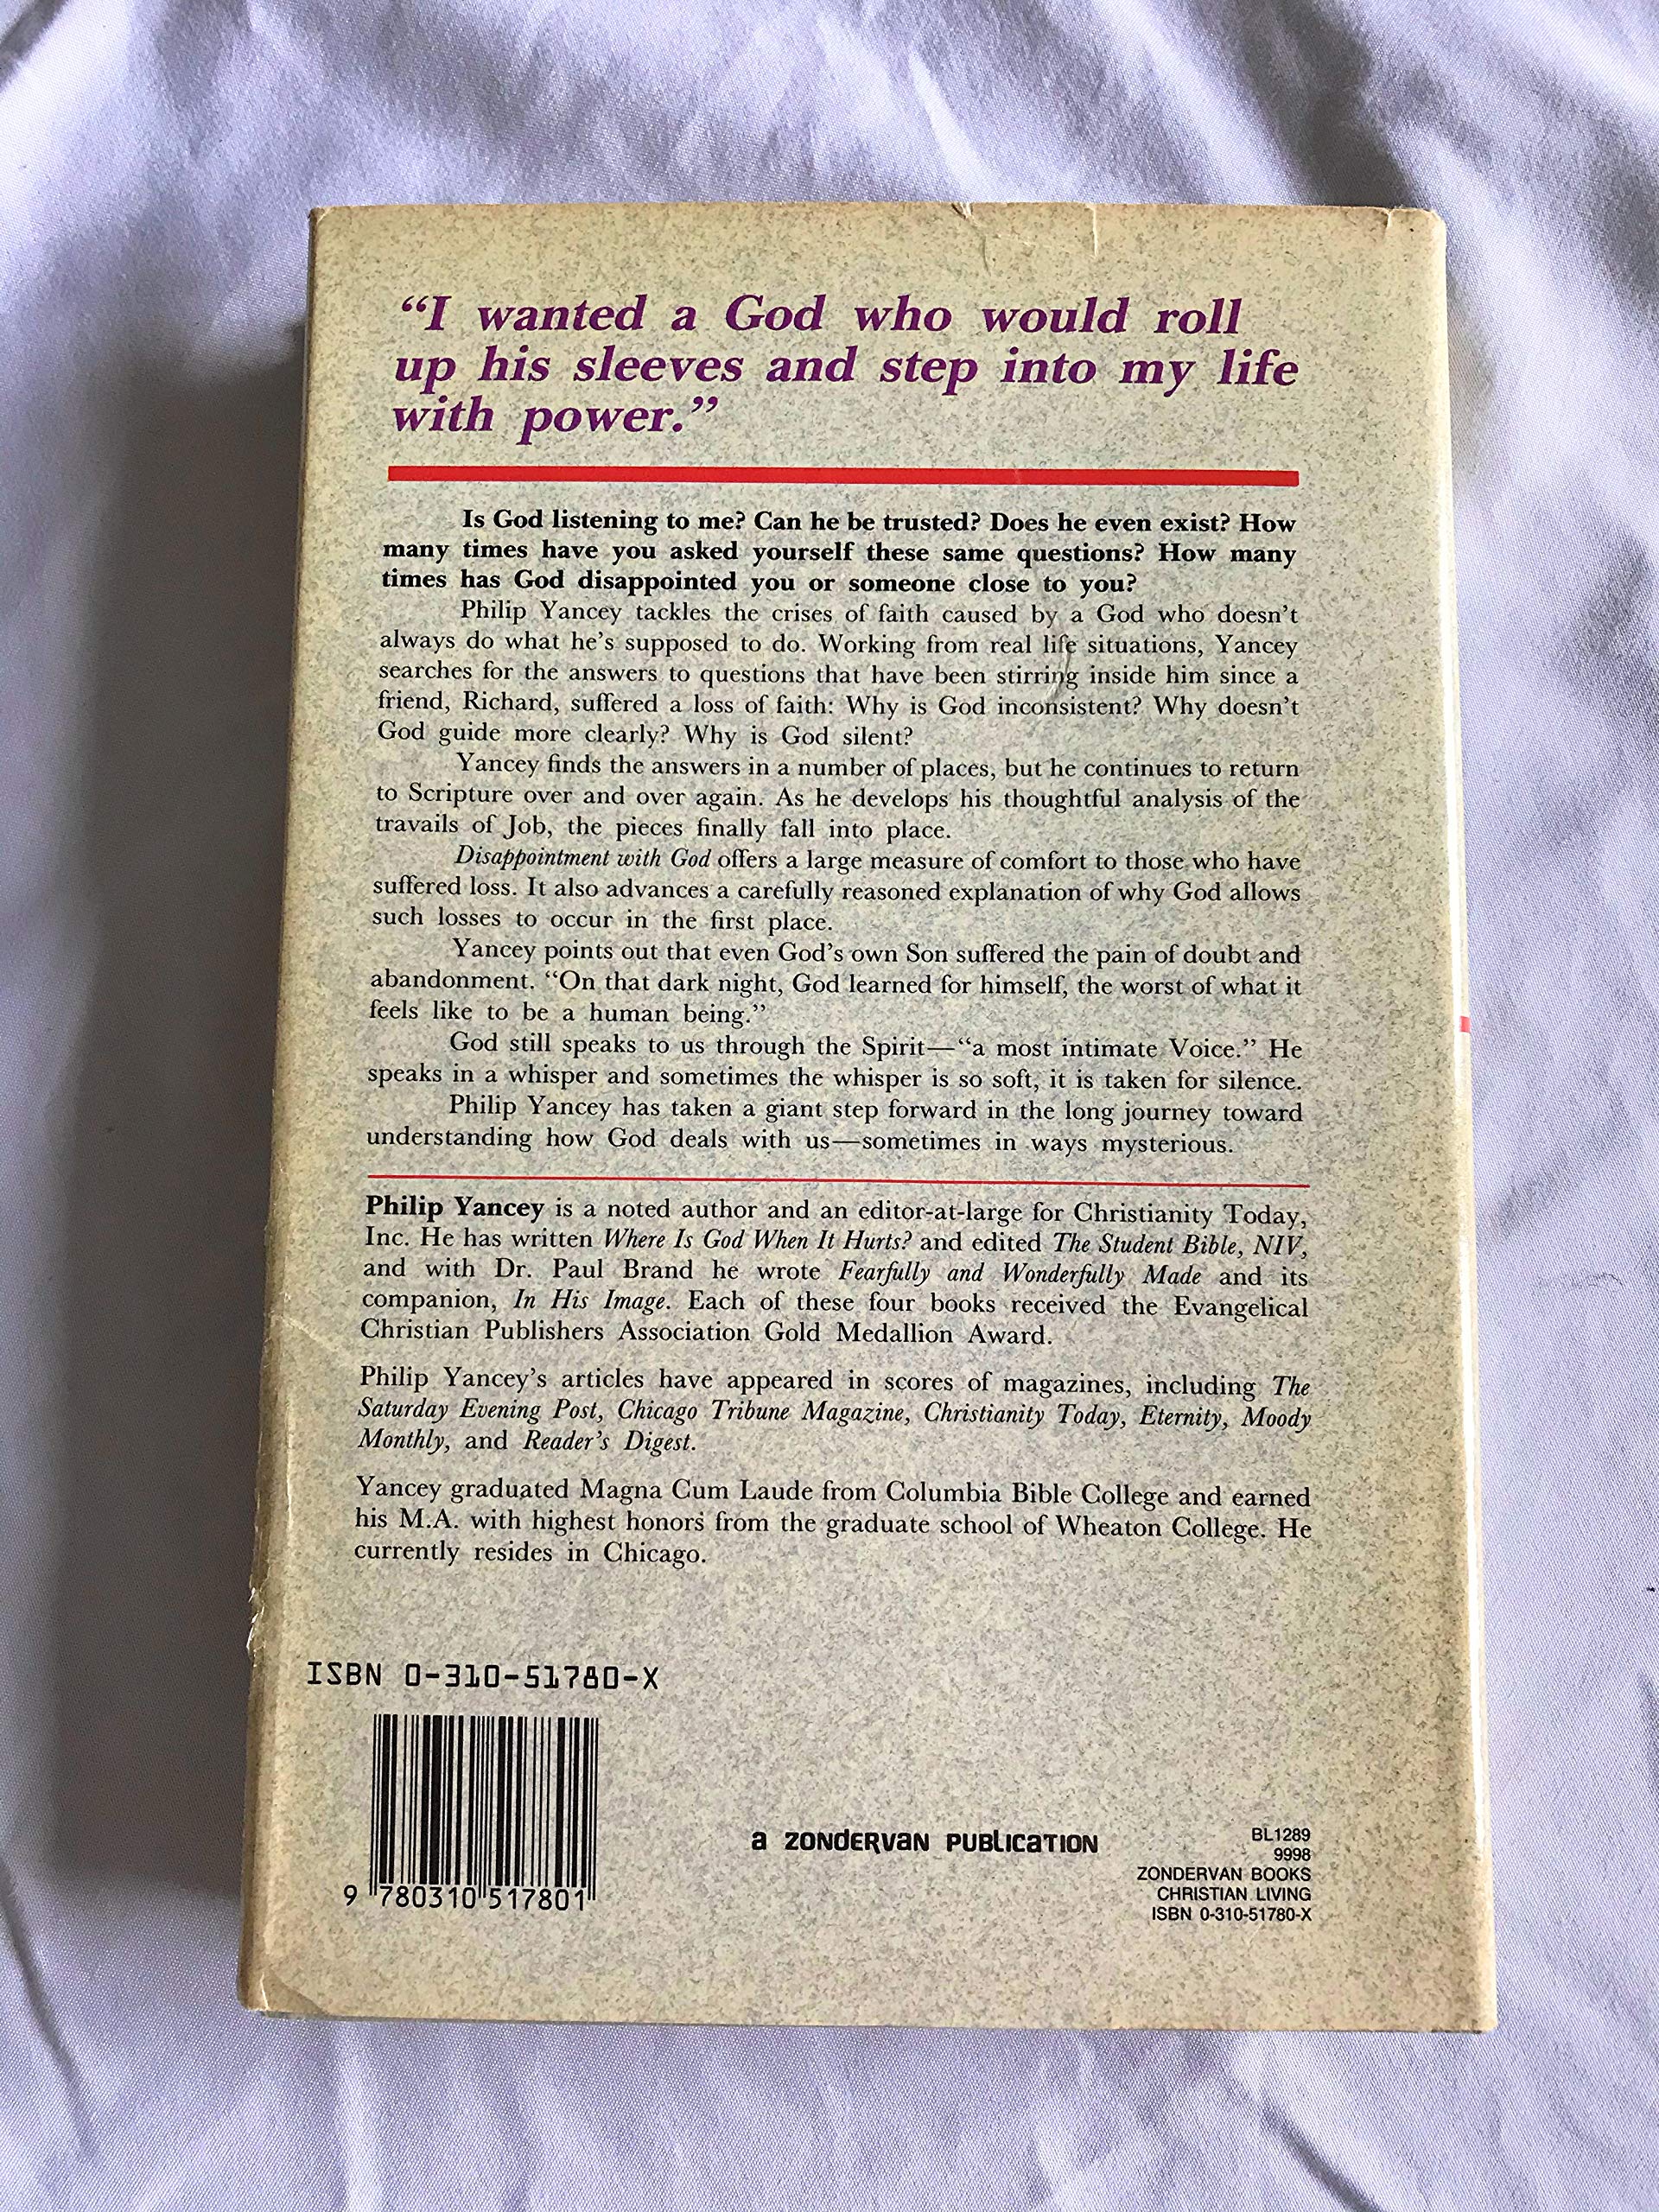 “I wanted a God who would roll
up his sleeves and step into my life
with power.”
Is God listening to me? Can he be trusted? Does he even exist? How
many times have you asked yourself these same questions? How many
times has God disappointed you or someone close to you?
Philip Yancey tackles the crises of faith caused by a God who doesn’t
always do what he’s supposed to do. Working from real life situations, Yancey
searches for the answers to questions that have been stirring inside him since a
friend, Richard, suffered a loss of faith: Why is God inconsistent? Why doesn’t
God guide more clearly? Why is God silent?
Yancey finds the answers in a number of places, but he continues to return
to Scripture over and over again. As he develops his thoughtful analysis of the
travails of Job, the pieces finally fall into place.
Disappointment with God offers a large measure of comfort to those who have
suffered loss. It also advances a carefully reasoned explanation of why God allows
such losses to occur in the first place.
Yancey points out that even God’s own Son suffered the pain of doubt and
abandonment. “On that dark night, God learned for himself, the worst of what it
feels like to be a human being.”
God still speaks to us through the Spirit—“a most intimate Voice.” He
speaks in a whisper and sometimes the whisper is so soft, it is taken for silence.
Philip Yancey has taken a giant step forward in the long journey toward
understanding how God deals with us—sometimes in ways mysterious.
Philip Yancey is a noted author and an editor-at-large for Christianity Today,
Inc. He has written Where Is God When It Hurts? and edited The Student Bible, NIV,
and with Dr. Paul Brand he wrote Fearfully and Wonderfully Made and its
companion, In His Image. Each of these four books received the Evangelical
Christian Publishers Association Gold Medallion Award.
Philip Yancey’s articles have appeared in scores of magazines, including The
Saturday Evening Post, Chicago Tribune Magazine, Christianity Today, Eternity, Moody
Monthly, and Reader’s Digest.
Yancey graduated Magna Cum Laude from Columbia Bible College and earned
his M.A. with highest honors from the graduate school of Wheaton College. He
currently resides in Chicago.
ISBN 0-310-51780-X
9 780310 517801
a ZONdERVaN PUBLICaTION
BL1289
9998
ZONDERVAN BOOKS
CHRISTIAN LIVING
ISBN 0-310-51780-X